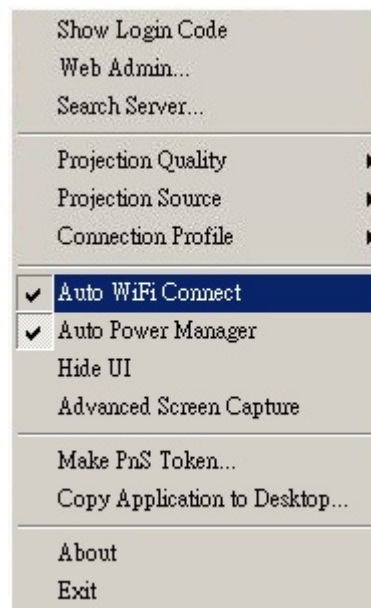 Show Login Code
Web Admin...
Search Server...
Projection Quality
Projection Source
Connection Profile
Auto WiFi Connect
Auto Power Manager
Hide UI
Advanced Screen Capture
Make PnS Token...
Copy Application to Desktop...
About
Exit